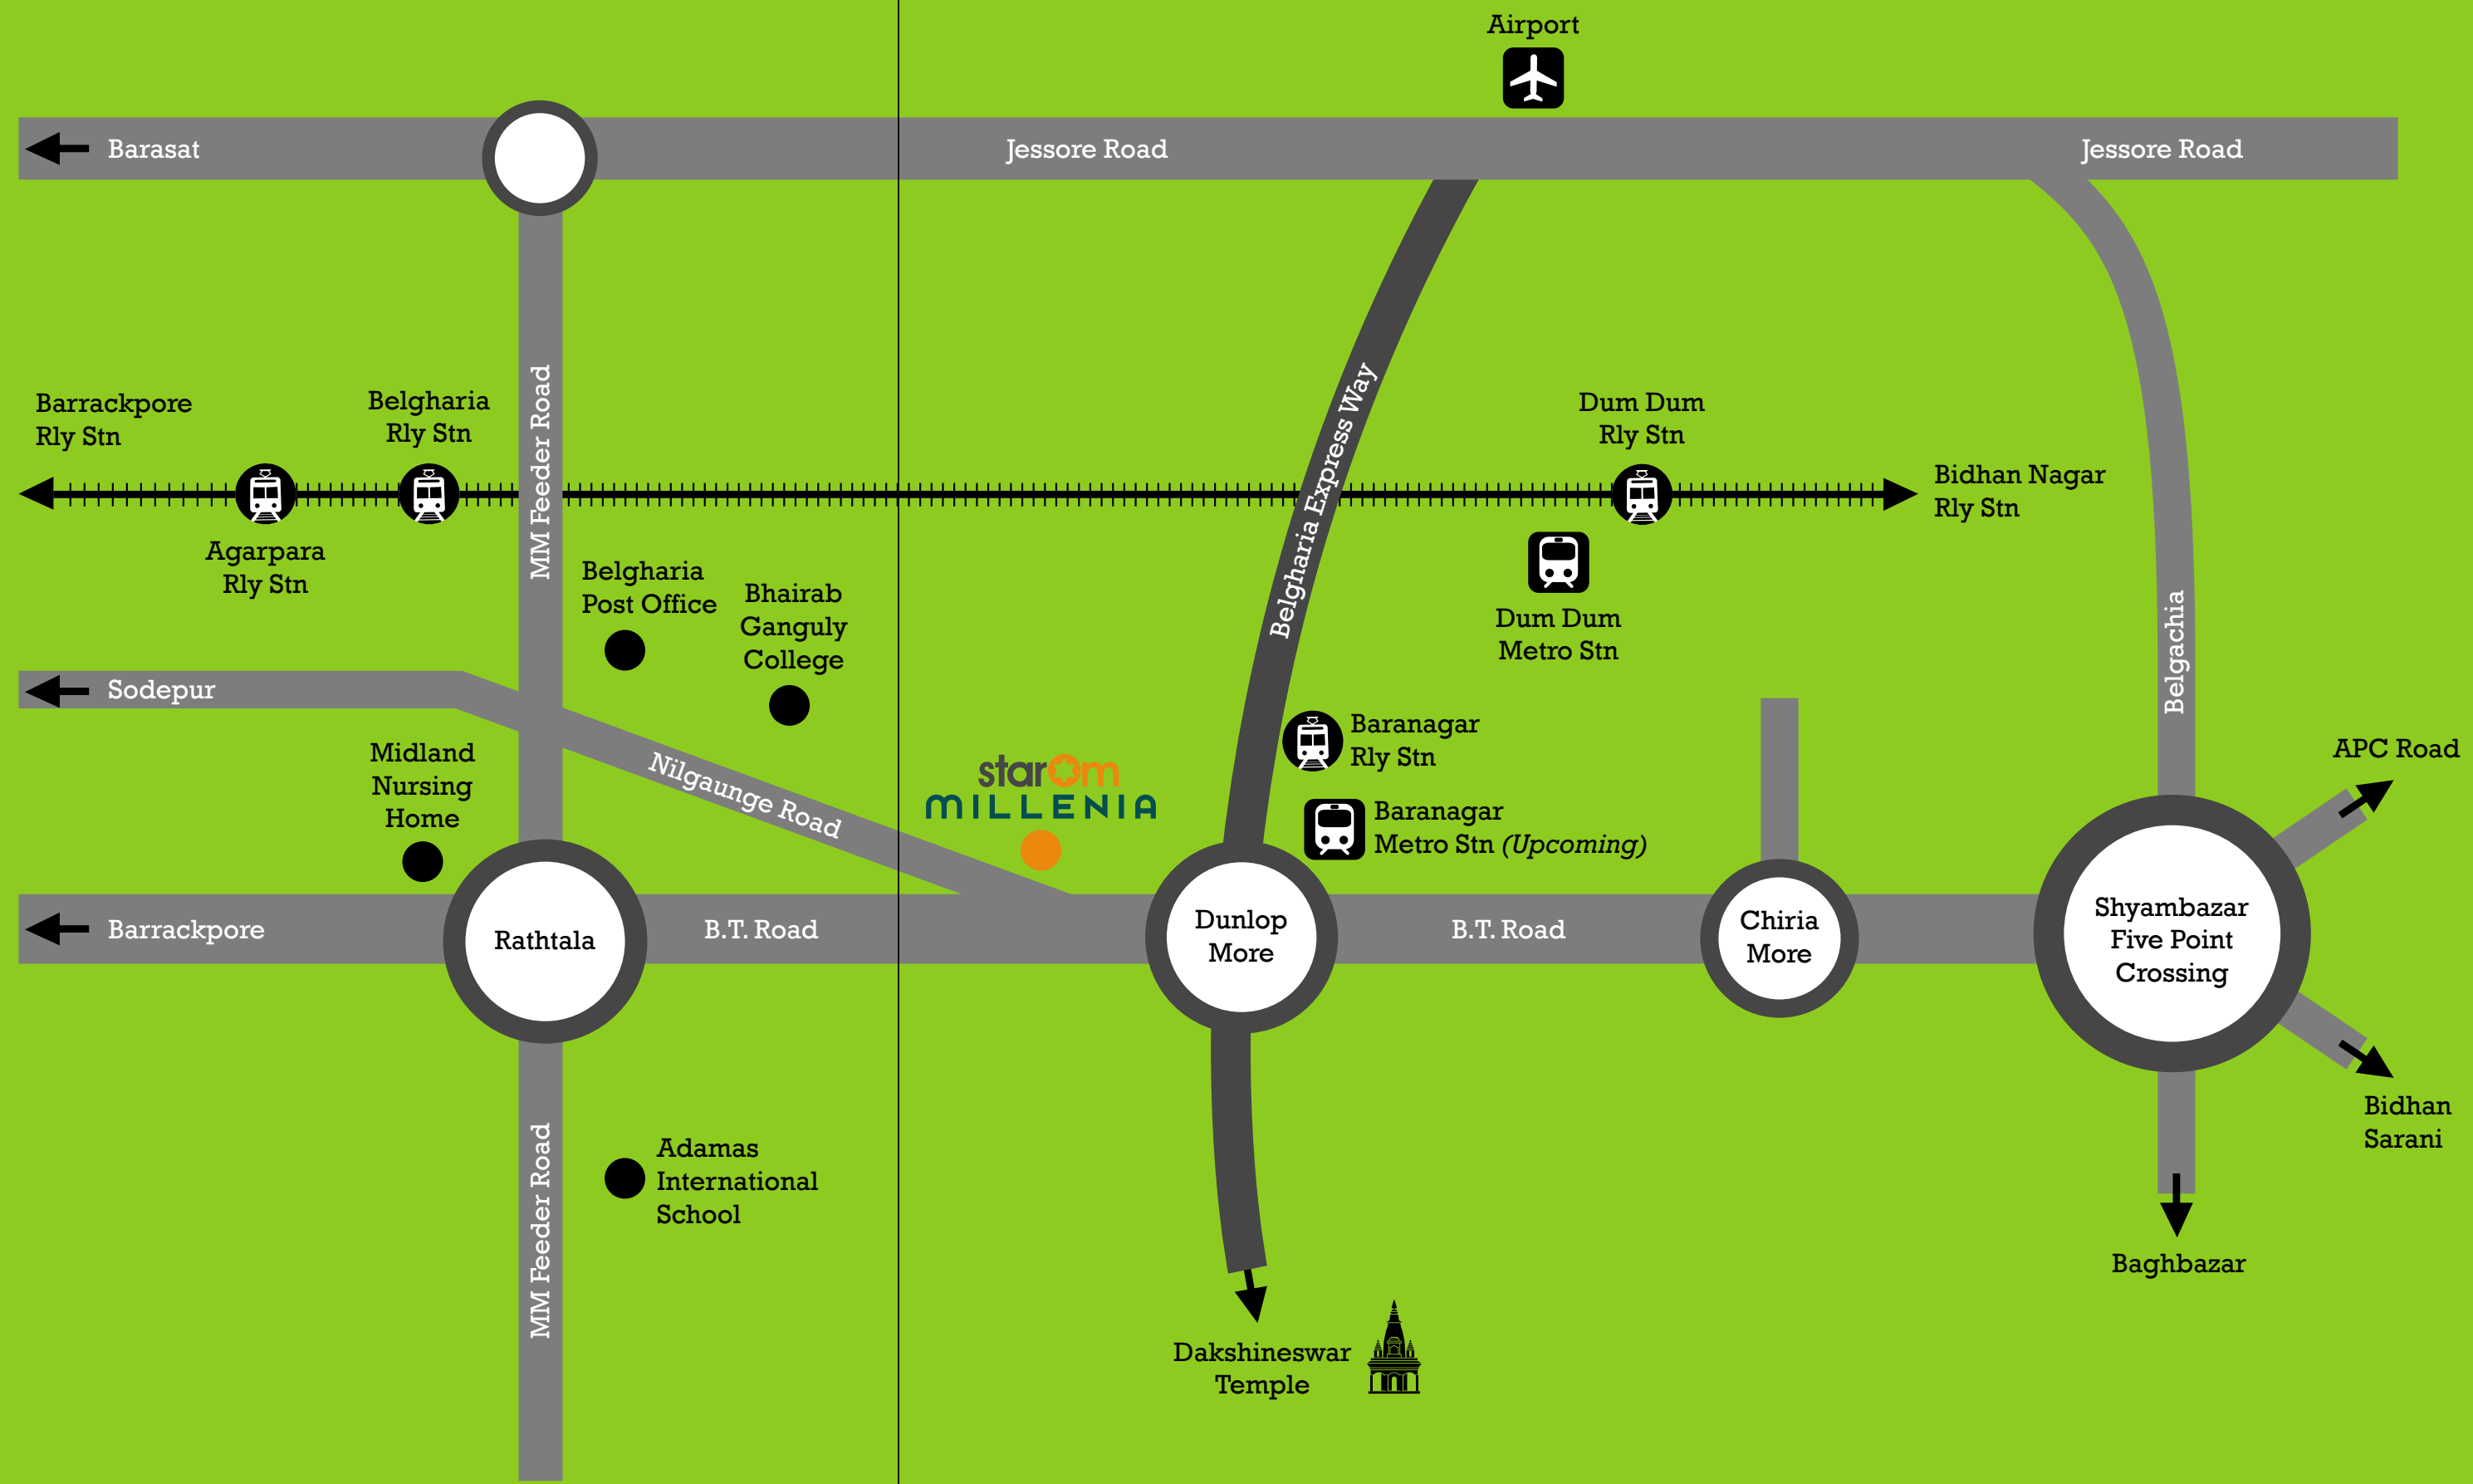 Airport
Barasat
Jessore Road
Jessore Road
MM Feeder Road
Belgharia Express Way
Barrackpore
Rly Stn
Belgharia
Rly Stn
Dum Dum
Rly Stn
Bidhan Nagar
Rly Stn
Agarpara
Rly Stn
Belgharia
Post Office
Bhairab
Ganguly
College
Dum Dum
Metro Stn
Belgachia
Sodepur
Midland
Nursing
Home
Nilgaunge Road
starom
MILLENIA
Baranagar
Rly Stn
Baranagar
Metro Stn (Upcoming)
APC Road
Barrackpore
Rathtala
B.T. Road
Dunlop
More
B.T. Road
Chiria
More
Shyambazar
Five Point
Crossing
MM Feeder Road
Adamas
International
School
Bidhan
Sarani
Baghbazar
Dakshineswar
Temple